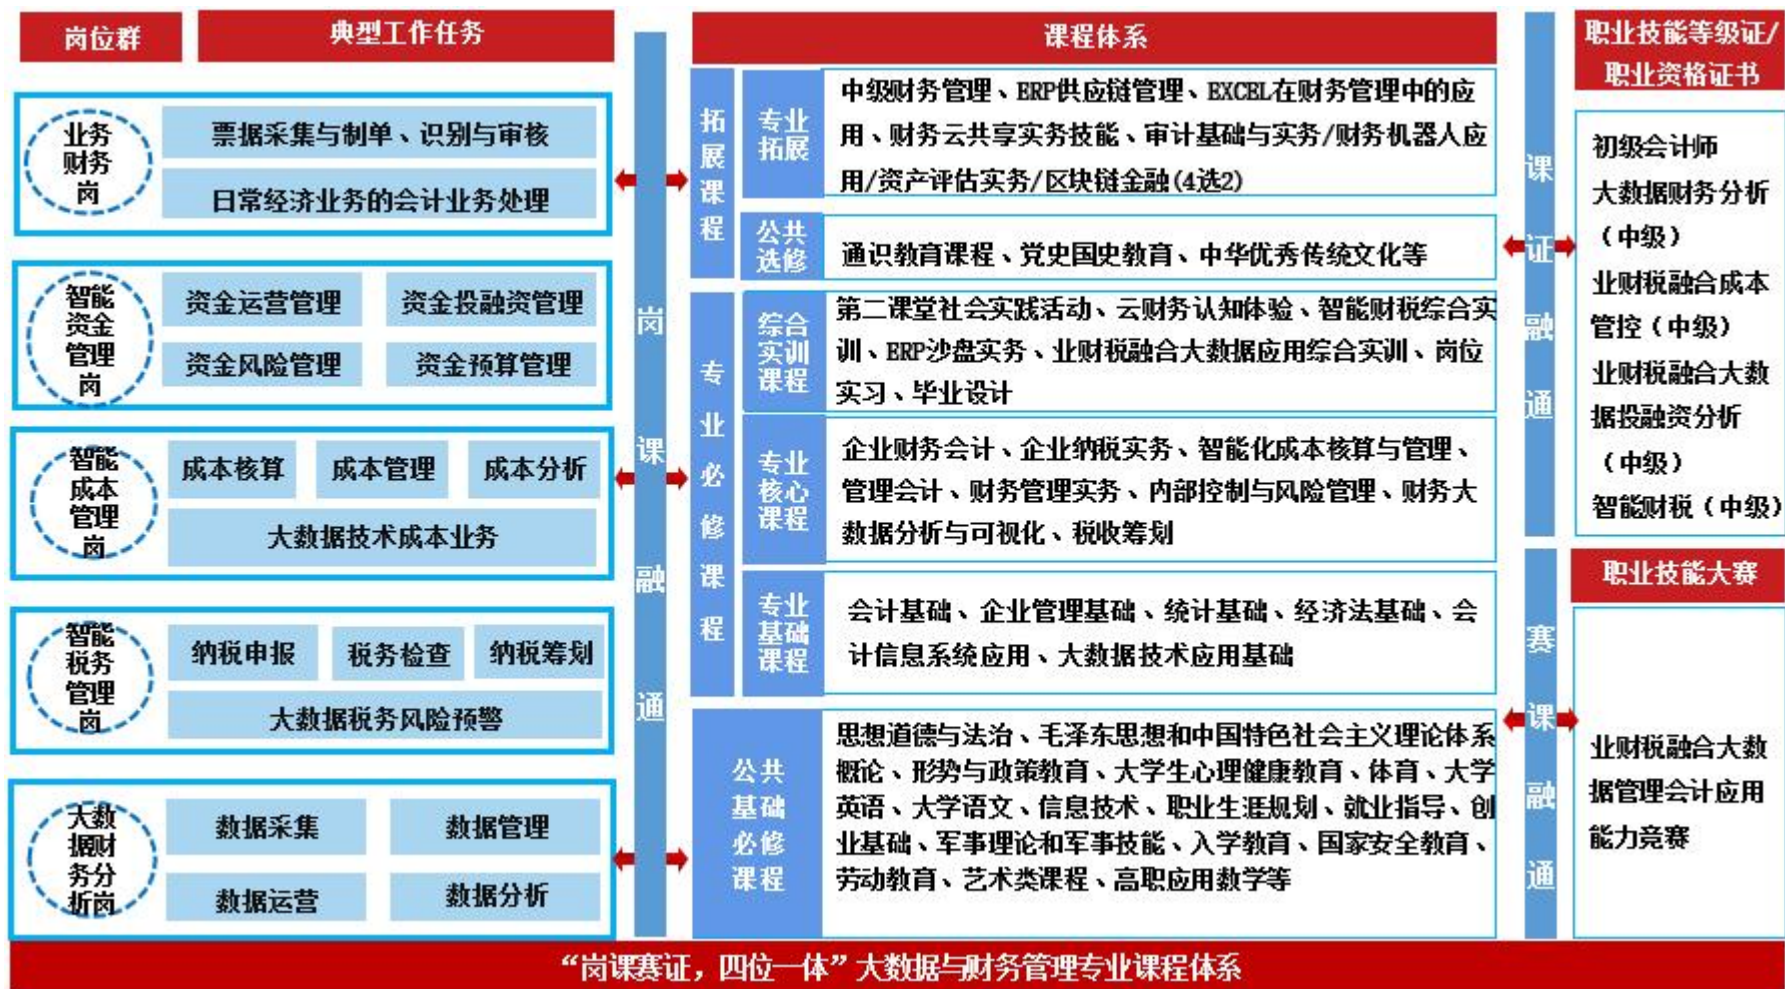 岗位群
典型工作任务
课程体系
职业技能等级证/
职业资格证书
业务
财务
岗
票据采集与制单、识别与审核
日常经济业务的会计业务处理
智能
资金
管理
岗
资金运营管理
资金投融资管理
资金风险管理
资金预算管理
智能
成本
管理
岗
成本核算
成本管理
成本分析
大数据技术成本业务
智能
税务
管理
岗
纳税申报
税务检查
纳税筹划
大数据税务风险预警
大数
据财
务分
析岗
数据采集
数据管理
数据运营
数据分析
岗
课
融
通
拓
展
课
程
专业
拓展
中级财务管理、ERP供应链管理、EXCEL在财务管理中的应
用、财务云共享实务技能、审计基础与实务/财务机器人应
用/资产评估实务/区块链金融(4选2)
公共
选修
通识教育课程、党史国史教育、中华优秀传统文化等
专
业
必
修
课
程
综合
实训
课程
第二课堂社会实践活动、云财务认知体验、智能财税综合实
训、ERP沙盘实务、业财税融合大数据应用综合实训、岗位
实习、毕业设计
专业
核心
课程
企业财务会计、企业纳税实务、智能化成本核算与管理、
管理会计、财务管理实务、内部控制与风险管理、财务大
数据分析与可视化、税收筹划
专业
基础
课程
会计基础、企业管理基础、统计基础、经济法基础、会
计信息系统应用、大数据技术应用基础
公共
基础
必修
课程
思想道德与法治、毛泽东思想和中国特色社会主义理论体系
概论、形势与政策教育、大学生心理健康教育、体育、大学
英语、大学语文、信息技术、职业生涯规划、就业指导、创
业基础、军事理论和军事技能、入学教育、国家安全教育、
劳动教育、艺术类课程、高职应用数学等
课
证
融
通
初级会计师
大数据财务分析
（中级）
业财税融合成本
管控（中级）
业财税融合大数
据投融资分析
（中级）
智能财税（中级）
赛
课
融
通
职业技能大赛
业财税融合大数
据管理会计应用
能力竞赛
“岗课赛证，四位一体”大数据与财务管理专业课程体系